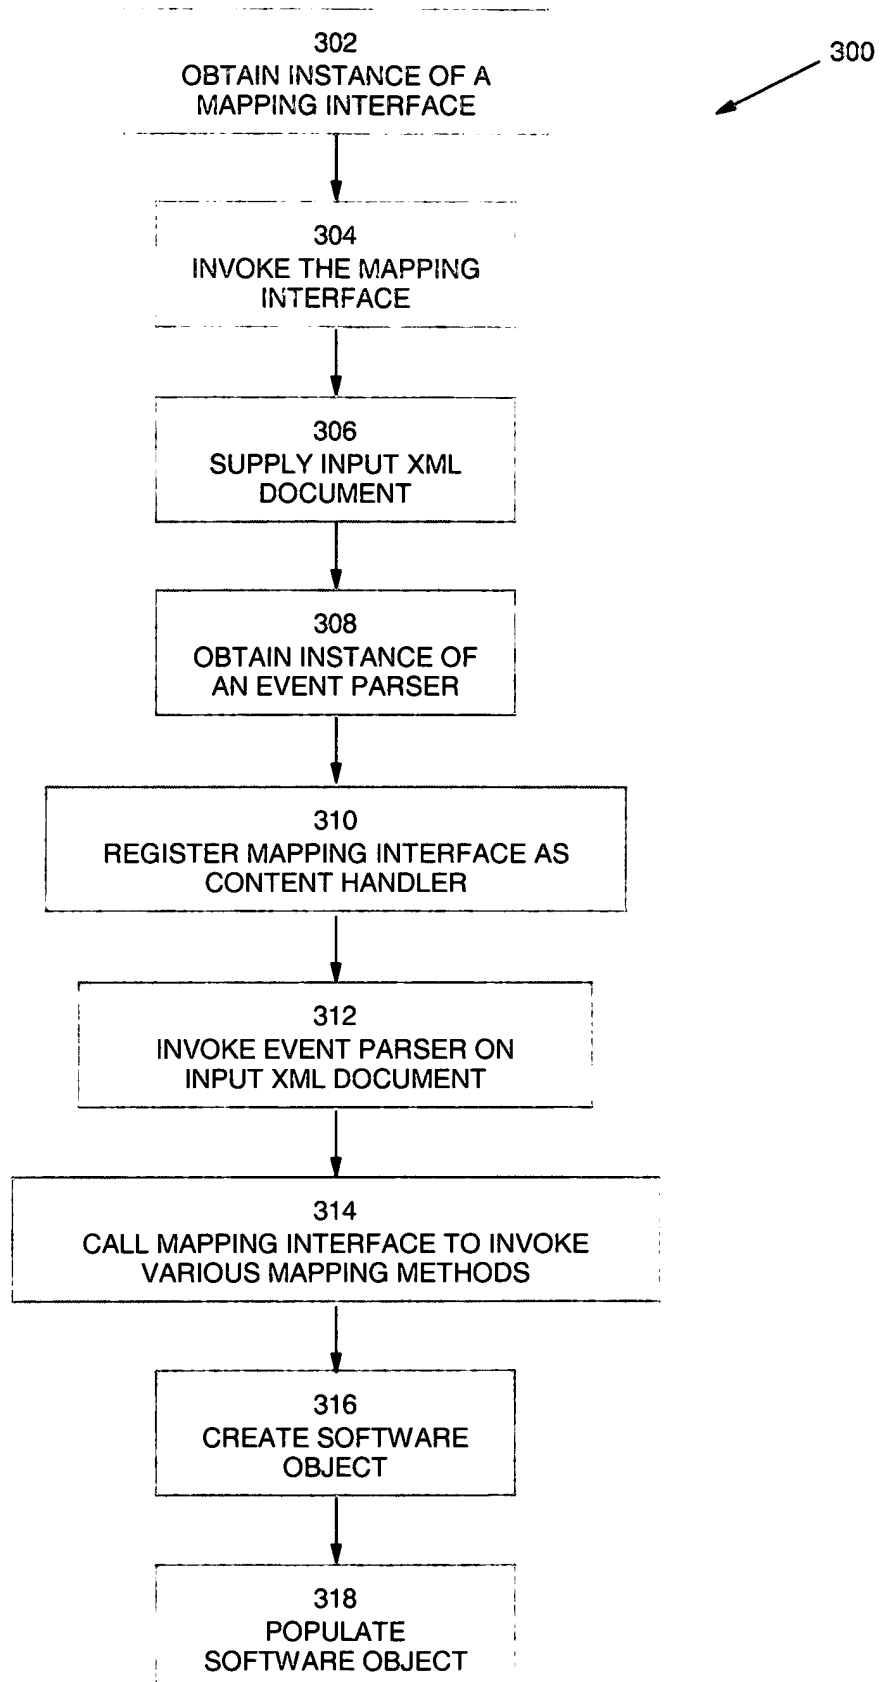 300
302
OBTAIN INSTANCE OF A
MAPPING INTERFACE
304
INVOKE THE MAPPING
INTERFACE
306
SUPPLY INPUT XML
DOCUMENT
308
OBTAIN INSTANCE OF
AN EVENT PARSER
310
REGISTER MAPPING INTERFACE AS
CONTENT HANDLER
312
INVOKE EVENT PARSER ON
INPUT XML DOCUMENT
314
CALL MAPPING INTERFACE TO INVOKE
VARIOUS MAPPING METHODS
316
CREATE SOFTWARE
OBJECT
318
POPULATE
SOFTWARE OBJECT